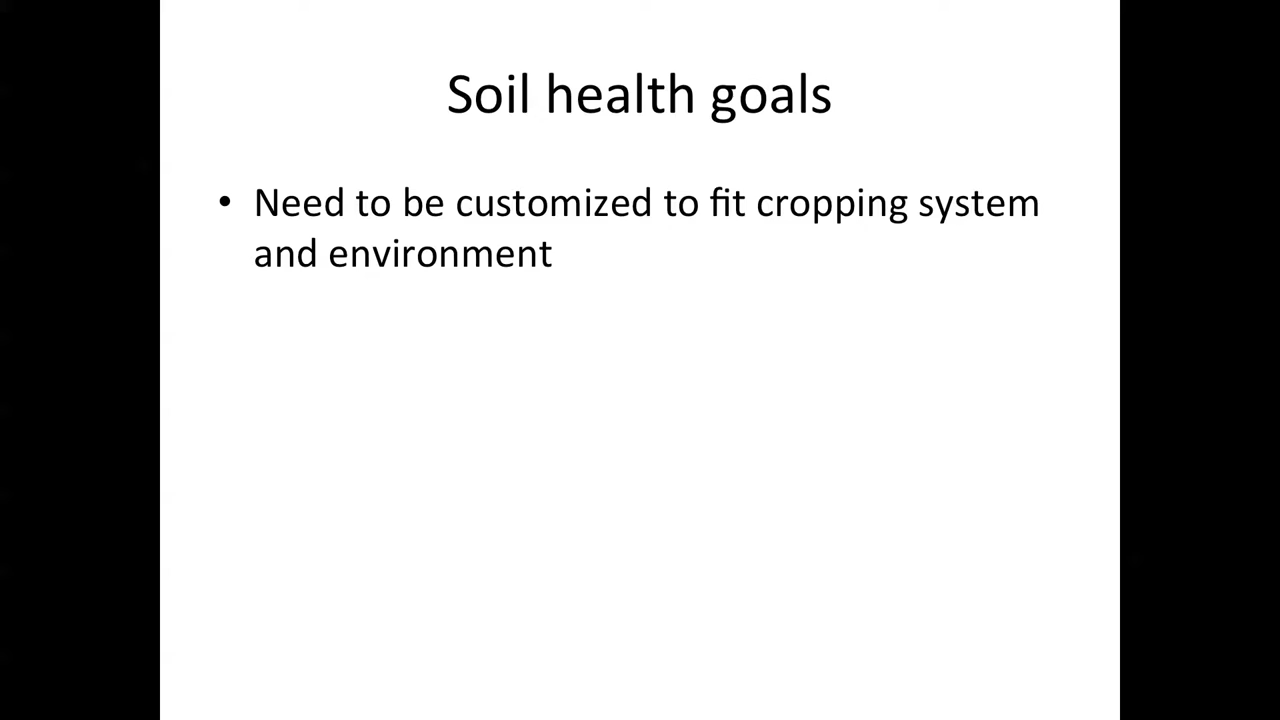 Soil health goals
• Need to be customized to fit cropping system
and environment